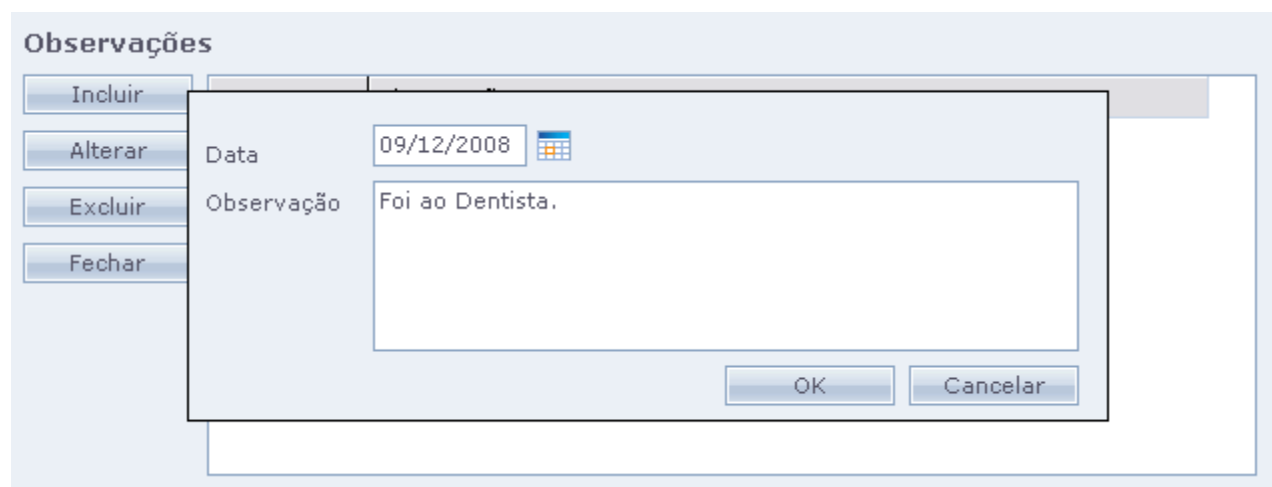 Observações
Incluir
Alterar
Excluir
Fechar
Data
09/12/2008
Observação
Foi ao Dentista.
OK
Cancelar